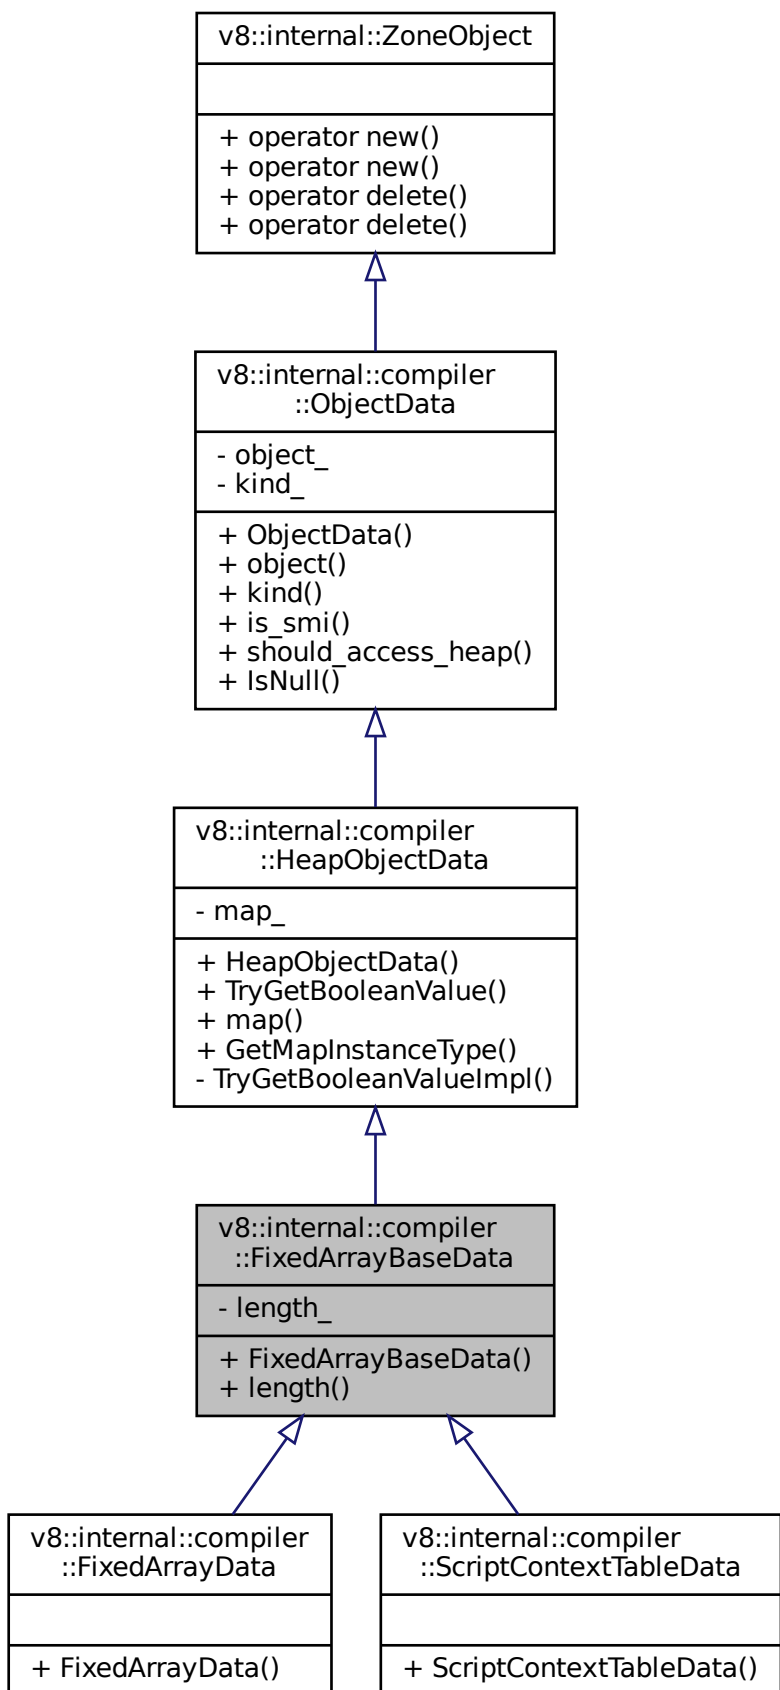 v8::internal::ZoneObject
+ operator new()
+ operator new()
+ operator delete()
+ operator delete()
v8::internal::compiler
::ObjectData
- object_
- kind_
+ ObjectData()
+ object()
+ kind()
+ is_smi()
+ should_access_heap()
+ IsNull()
v8::internal::compiler
::HeapObjectData
- map_
+ HeapObjectData()
+ TryGetBooleanValue()
+ map()
+ GetMapInstanceType()
- TryGetBooleanValueImpl()
v8::internal::compiler
::FixedArrayBaseData
- length_
+ FixedArrayBaseData()
+ length()
v8::internal::compiler
::FixedArrayData
+ FixedArrayData()
v8::internal::compiler
::ScriptContextTableData
+ ScriptContextTableData()